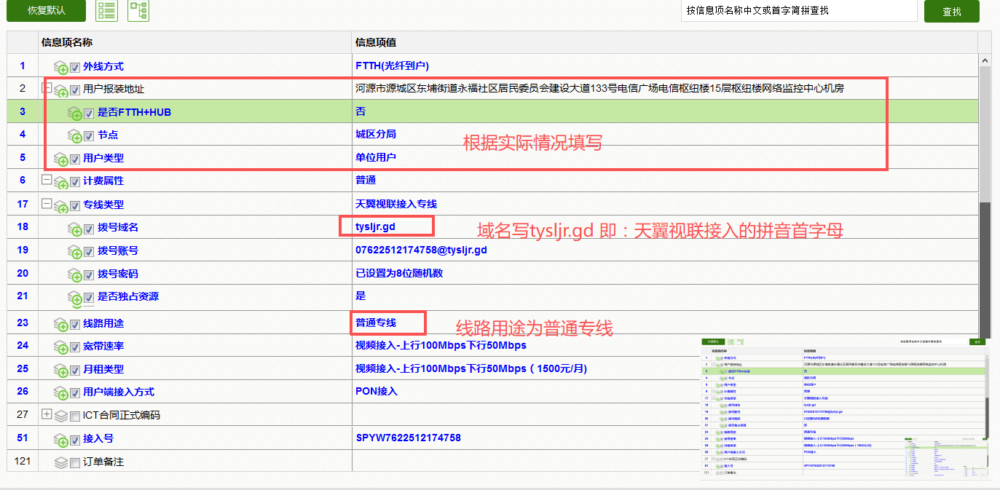 恢复默认
按信息项名称中文或首字简拼查找 查找
信息项名称 信息项值
1 外线方式 FTTH(光纤到户)
2 用户报装地址 河源市源城区东埔街道永福社区居民委员会建设大道133号电信广场电信枢纽楼15层枢纽楼网络监控中心机房
3 是否FTTH+HUB 否
4 节点 城区分局
根据实际情况填写
5 用户类型 单位用户
6 计费属性 普通
17 专线类型 天翼视联接入专线
18 拨号域名 tysljr.gd
域名写tysljr.gd 即：天翼视联接入的拼音首字母
19 拨号账号 07622512174758@tysljr.gd
20 拨号密码 已设置为8位随机数
21 是否独占资源 是
23 线路用途 普通专线
线路用途为普通专线
24 宽带速率 视频接入-上行100Mbps下行50Mbps
25 月租类型 视频接入-上行100Mbps下行50Mbps（1500元/月)
26 用户端接入方式 PON接入
27 ICT合同正式编码
51 接入号 SPYW7622512174758
121 订单备注